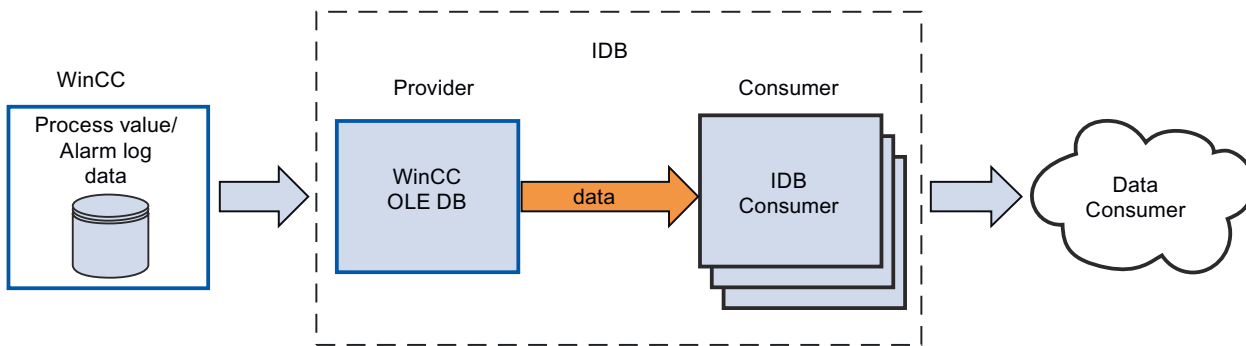 IDB
WinCC
Provider
Consumer
Process value/
Alarm log
data
WinCC
OLE DB
data
IDB
Consumer
Data
Consumer